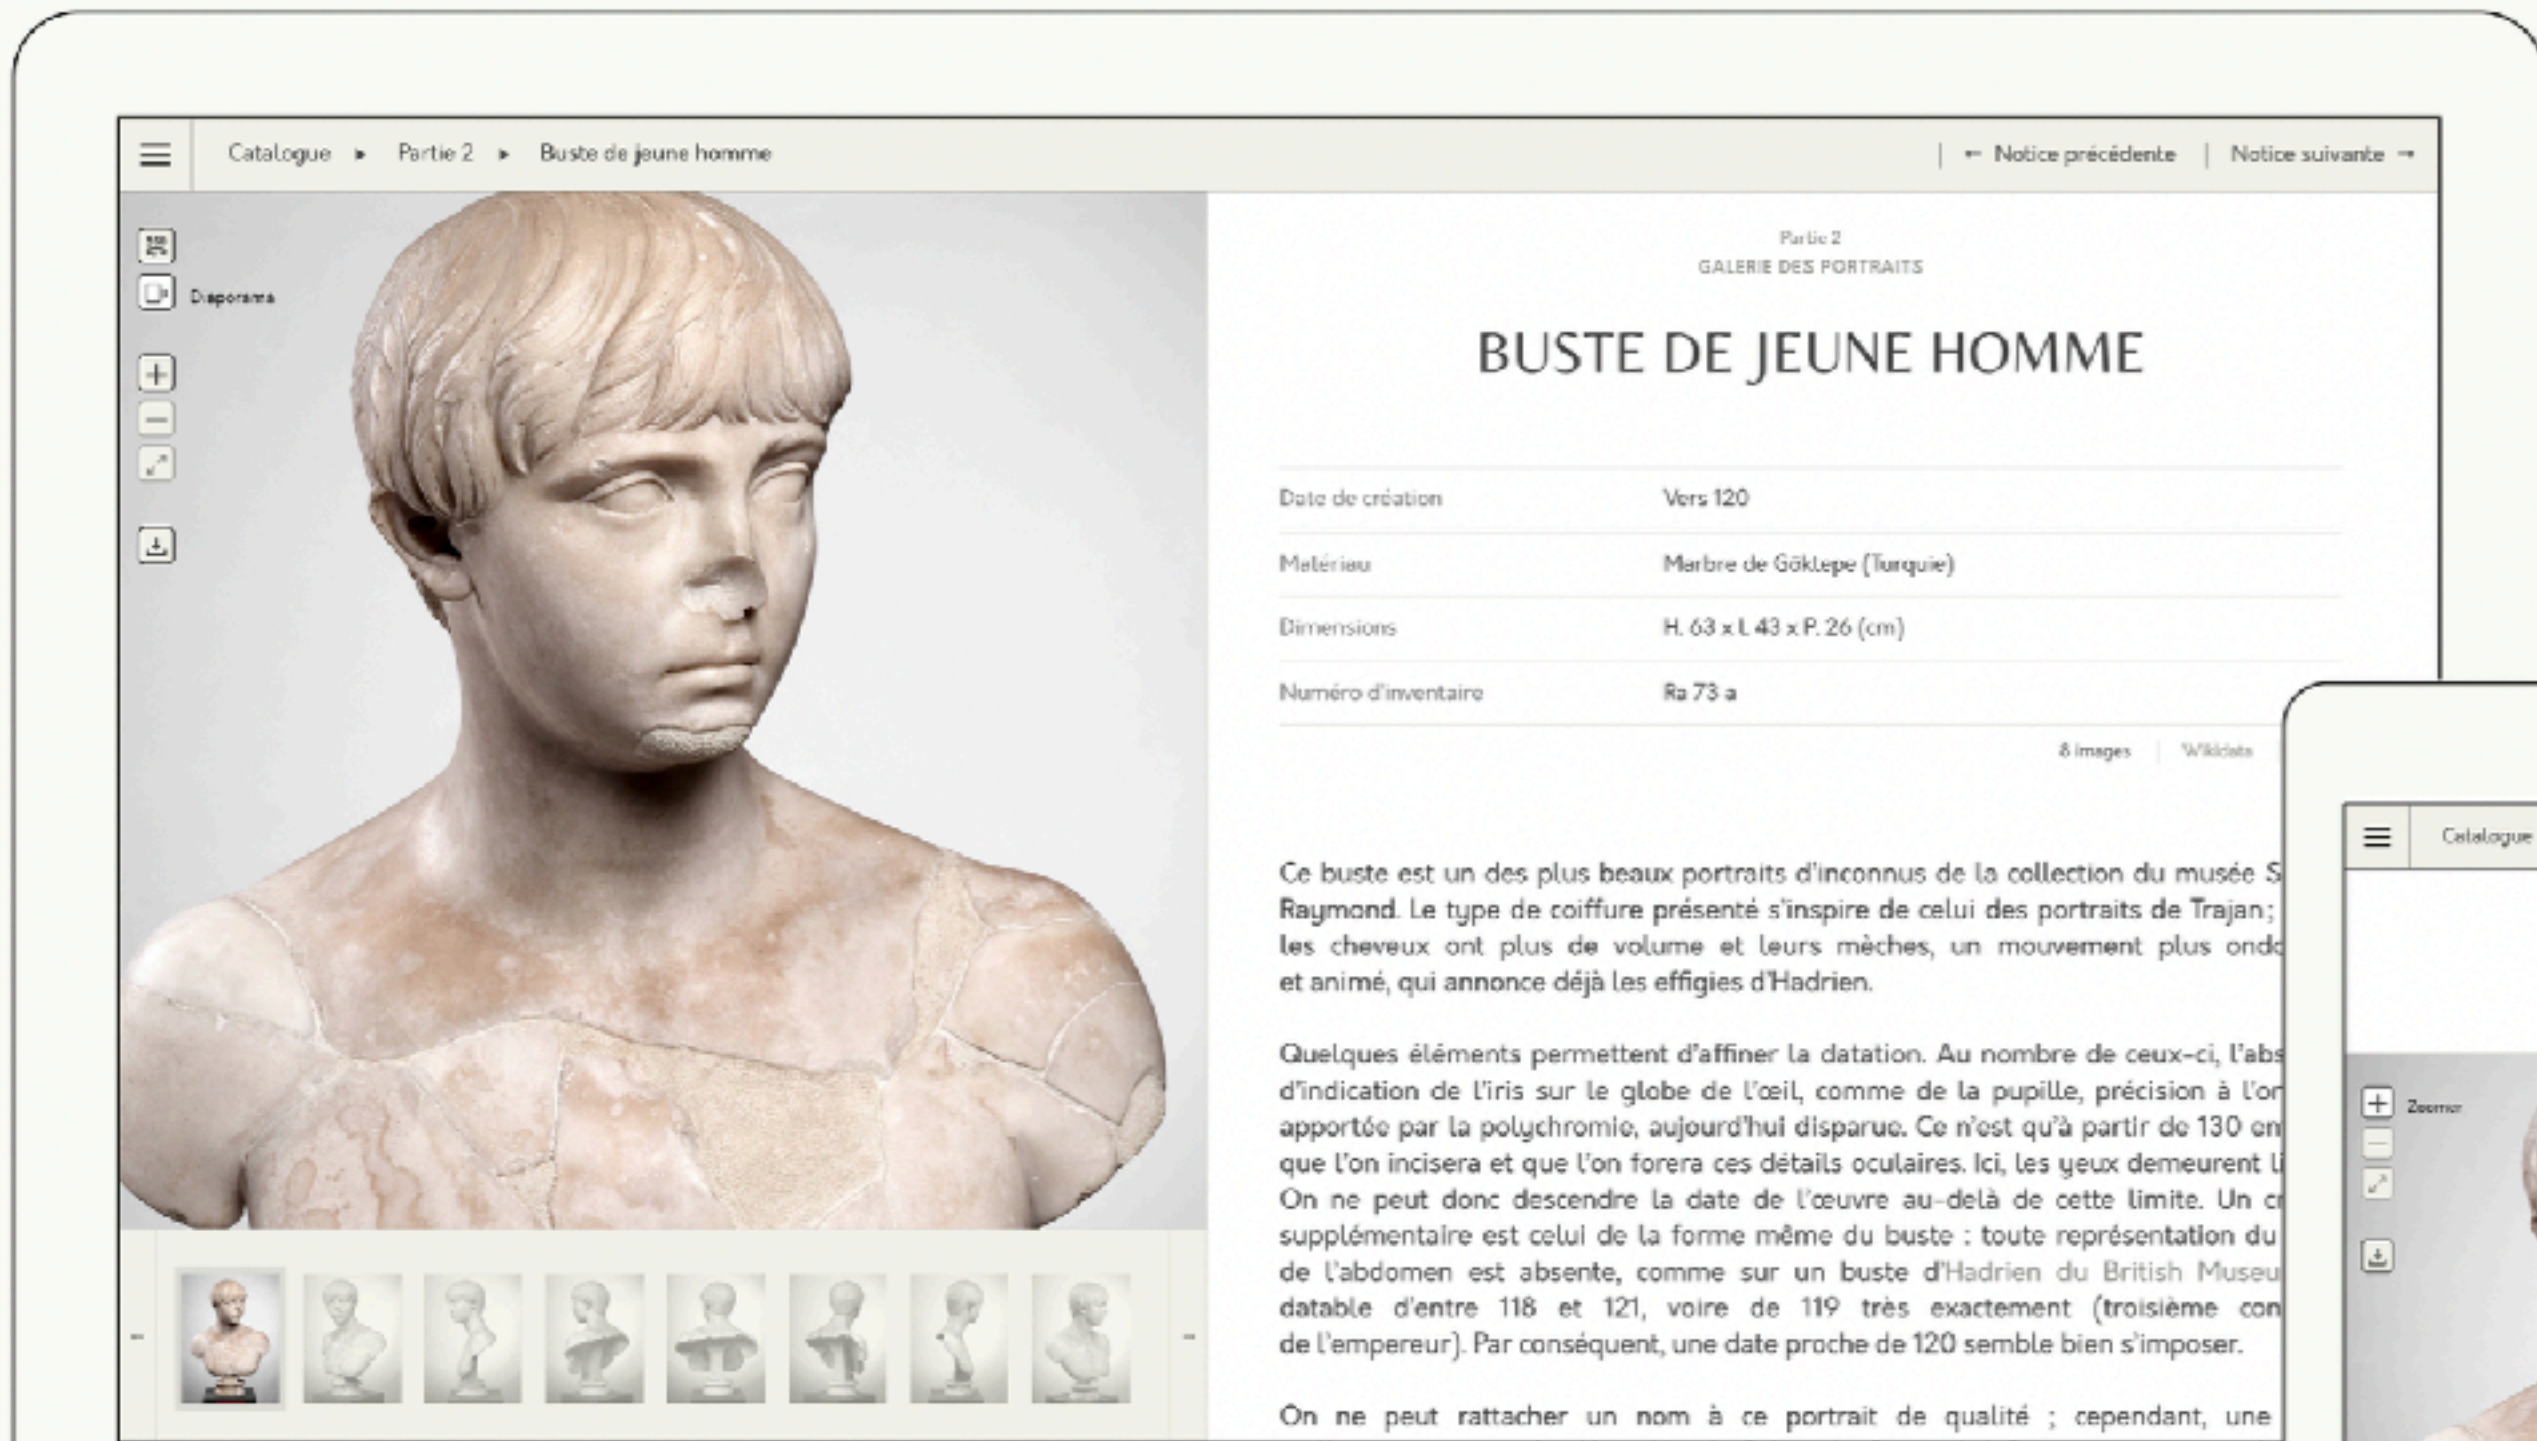 Catalogue ▸ Partie 2 ▸ Buste de jeune homme
← Notice précédente | Notice suivante →
Diaporama
Partie 2
GALERIE DES PORTRAITS
BUSTE DE JEUNE HOMME
Date de création Vers 120
Matériau Marbre de Göktepe (Turquie)
Dimensions H. 63 x l. 43 x P. 26 (cm)
Numéro d'inventaire Ra 73 a
8 images | Wikidata
Ce buste est un des plus beaux portraits d'inconnus de la collection du musée S
Raymond. Le type de coiffure présenté s'inspire de celui des portraits de Trajan;
les cheveux ont plus de volume et leurs mèches, un mouvement plus ondo
et animé, qui annonce déjà les effigies d'Hadrien.
Quelques éléments permettent d'affiner la datation. Au nombre de ceux-ci, l'abs
d'indication de l'iris sur le globe de l'œil, comme de la pupille, précision à l'or
apportée par la polychromie, aujourd'hui disparue. Ce n'est qu'à partir de 130 en
que l'on incisera et que l'on forera ces détails oculaires. Ici, les yeux demeurent li
On ne peut donc descendre la date de l'œuvre au-delà de cette limite. Un cr
supplémentaire est celui de la forme même du buste : toute représentation du
de l'abdomen est absente, comme sur un buste d'Hadrien du British Museu
datable d'entre 118 et 121, voire de 119 très exactement (troisième con
de l'empereur). Par conséquent, une date proche de 120 semble bien s'imposer.
On ne peut rattacher un nom à ce portrait de qualité ; cependant, une
Catalogue
Zoomer